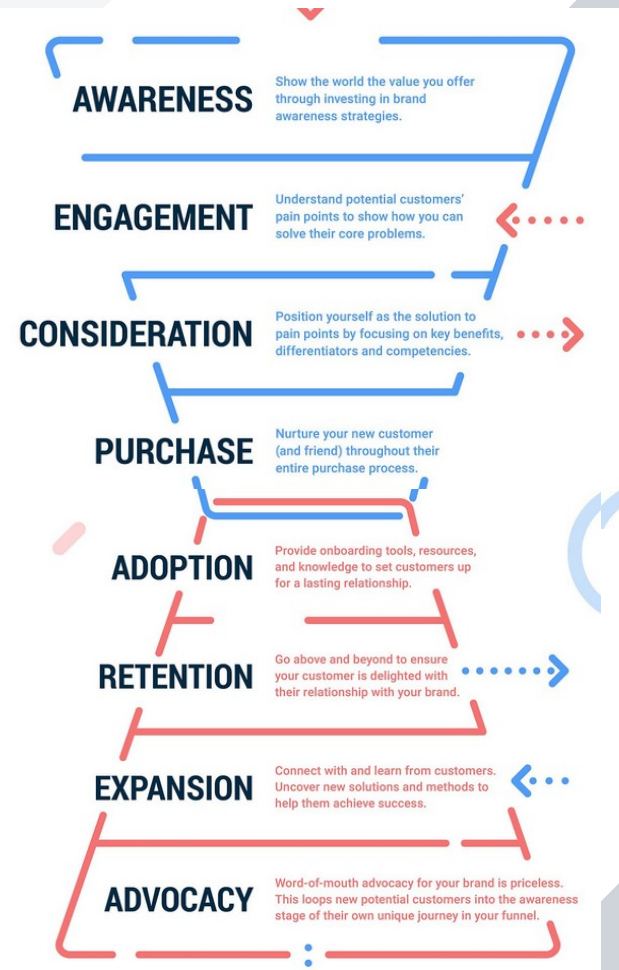 AWARENESS
Show the world the value you offer
through investing in brand
awareness strategies.
ENGAGEMENT
Understand potential customers'
pain points to show how you can
solve their core problems.
CONSIDERATION
Position yourself as the solution to
pain points by focusing on key benefits,
differentiators and competencies.
PURCHASE
Nurture your new customer
(and friend) throughout their
entire purchase process.
ADOPTION
Provide onboarding tools, resources,
and knowledge to set customers up
for a lasting relationship.
RETENTION
Go above and beyond to ensure
your customer is delighted with
their relationship with your brand.
EXPANSION
Connect with and learn from customers.
Uncover new solutions and methods to
help them achieve success.
ADVOCACY
Word-of-mouth advocacy for your brand is priceless.
This loops new potential customers into the awareness
stage of their own unique journey in your funnel.